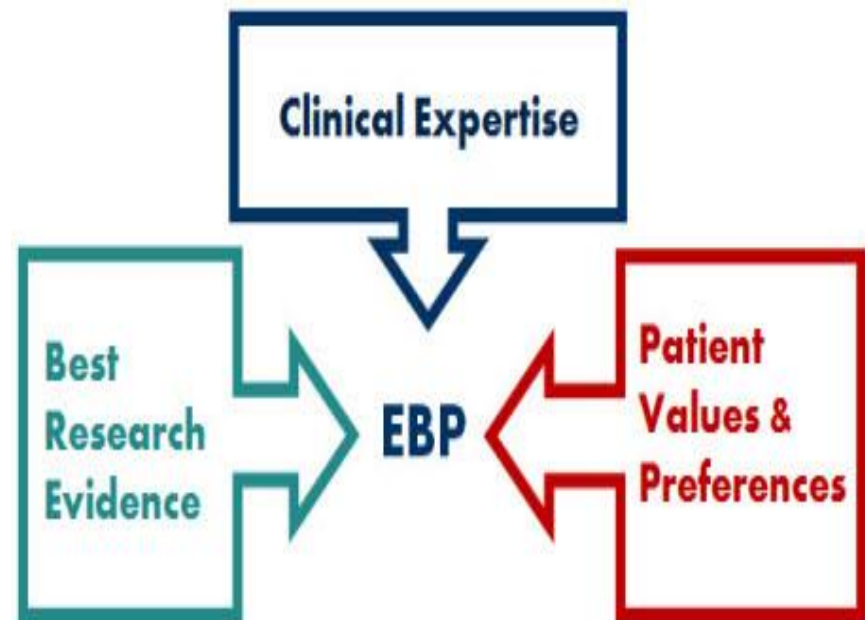 Clinical Expertise
Best
Research
Evidence
EBP
Patient
Values &
Preferences